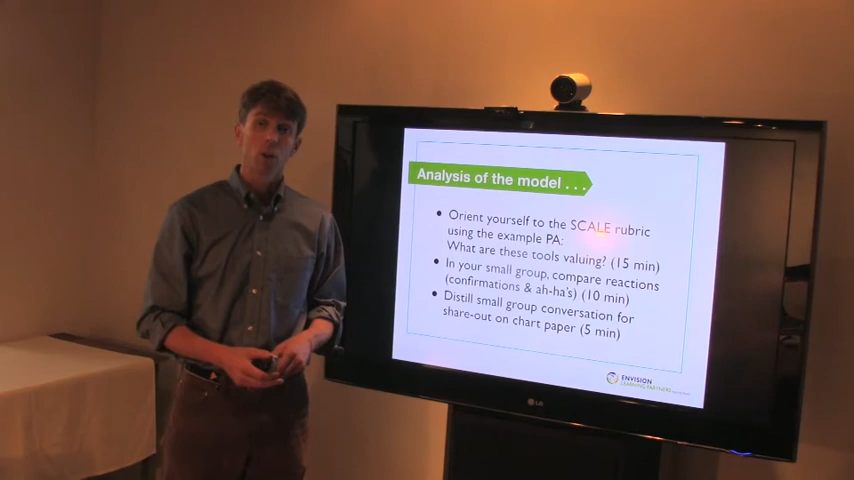 Analysis of the model . . .
• Orient yourself to the SCALE rubric
using the example PA:
What are these tools valuing? (15 min)
• In your small group, compare reactions
(confirmations & ah-ha's) (10 min)
• Distill small group conversation for
share-out on chart paper (5 min)
ENVISION
LEARNING PARTNERS
LG